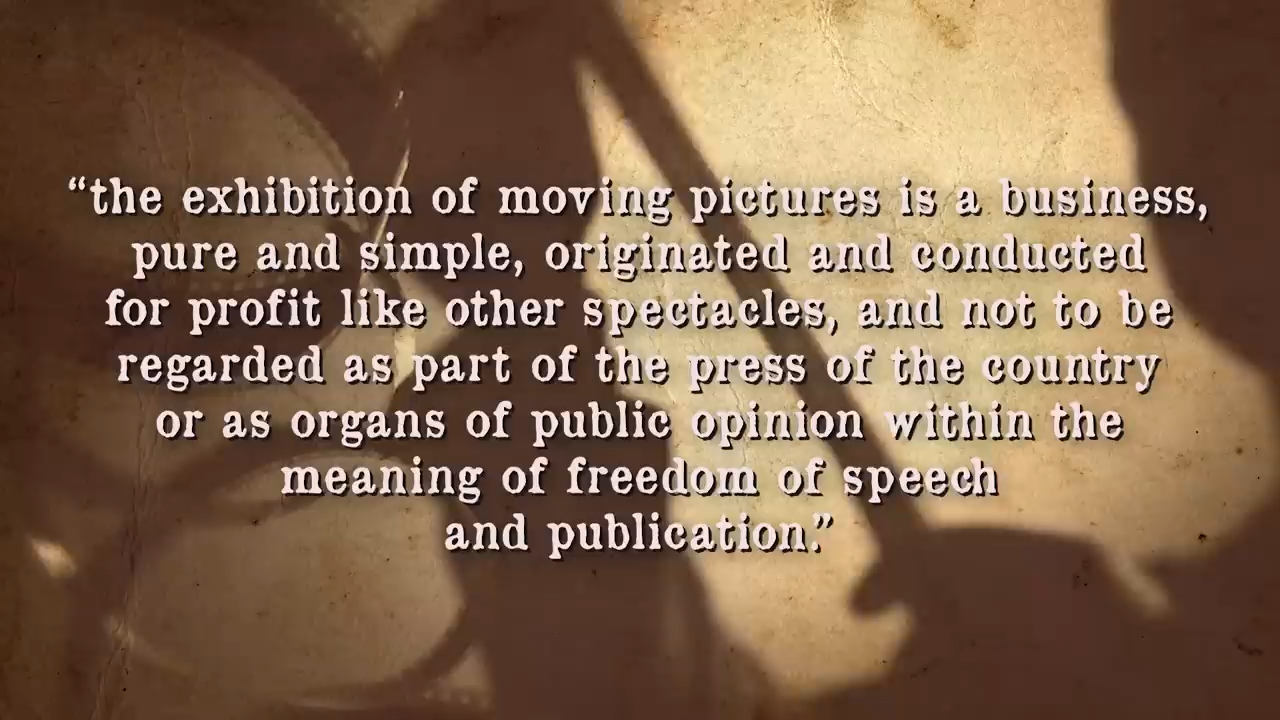 “the exhibition of moving pictures is a business,
pure and simple, originated and conducted
for profit like other spectacles, and not to be
regarded as part of the press of the country
or as organs of public opinion within the
meaning of freedom of speech
and publication.”